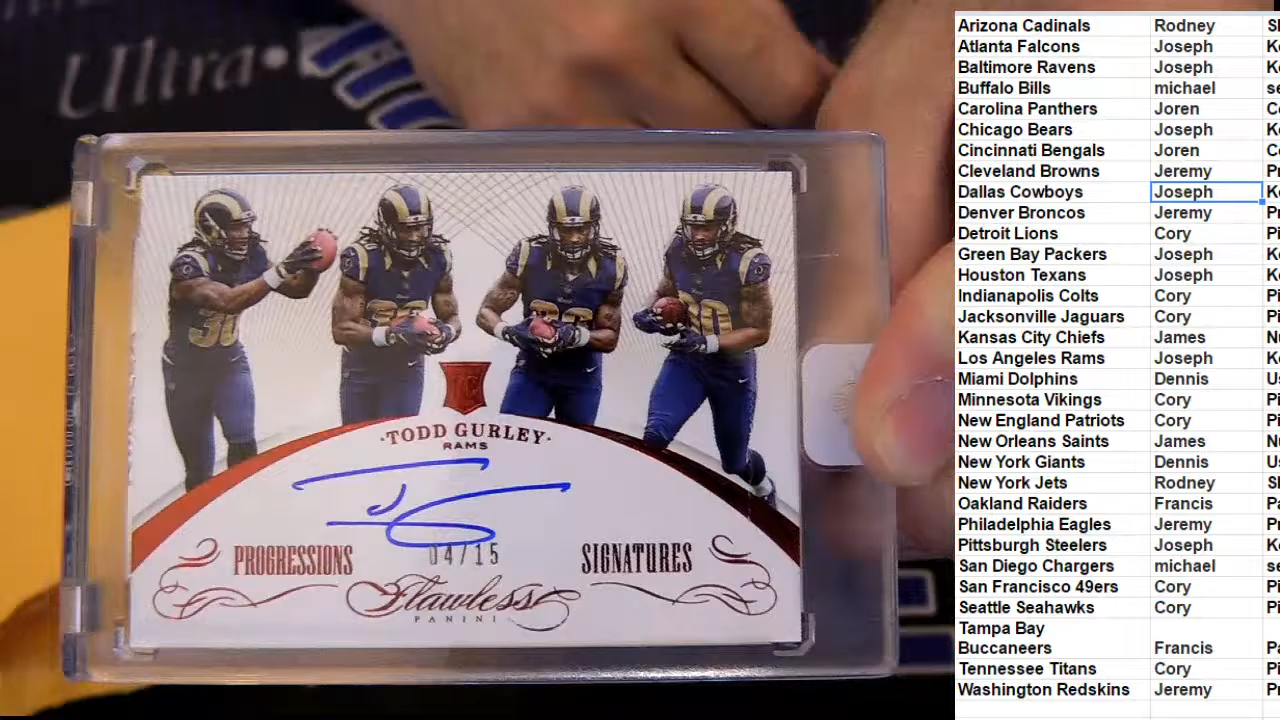 Ultra•
TODD GURLEY
RAMS
PROGRESSIONS
04/15
SIGNATURES
Flawless
PANINI
Arizona Cadinals Rodney
Atlanta Falcons Joseph
Baltimore Ravens Joseph
Buffalo Bills michael
Carolina Panthers Joren
Chicago Bears Joseph
Cincinnati Bengals Joren
Cleveland Browns Jeremy
Dallas Cowboys Joseph
Denver Broncos Jeremy
Detroit Lions Cory
Green Bay Packers Joseph
Houston Texans Joseph
Indianapolis Colts Cory
Jacksonville Jaguars Cory
Kansas City Chiefs James
Los Angeles Rams Joseph
Miami Dolphins Dennis
Minnesota Vikings Cory
New England Patriots Cory
New Orleans Saints James
New York Giants Dennis
New York Jets Rodney
Oakland Raiders Francis
Philadelphia Eagles Jeremy
Pittsburgh Steelers Joseph
San Diego Chargers michael
San Francisco 49ers Cory
Seattle Seahawks Cory
Tampa Bay
Buccaneers Francis
Tennessee Titans Cory
Washington Redskins Jeremy